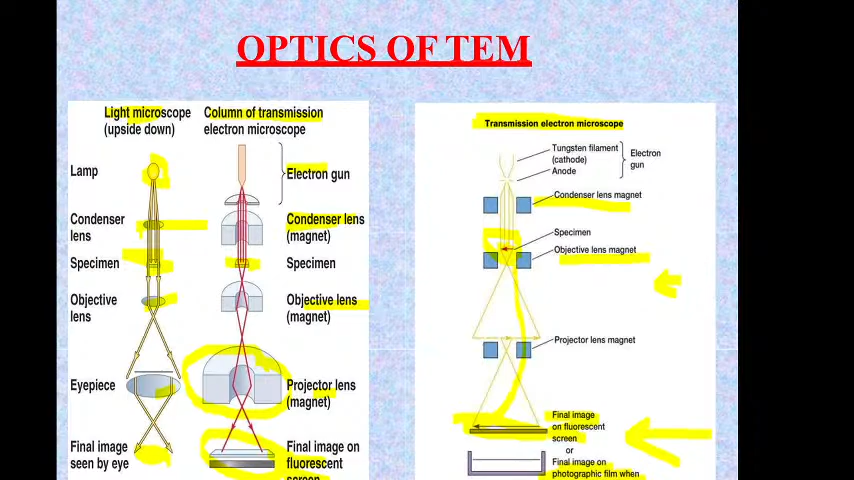 OPTICS OF TEM
Light microscope
(upside down)
Lamp
Condenser
lens
Specimen
Objective
lens
Eyepiece
Final image
seen by eye
Column of transmission
electron microscope
Electron gun
Condenser lens
(magnet)
Specimen
Objective lens
(magnet)
Projector lens
(magnet)
Final image on
fluorescent
screen
Transmission electron microscope
Tungsten filament
(cathode)
Anode
Electron
gun
Condenser lens magnet
Specimen
Objective lens magnet
Projector lens magnet
Final image
on fluorescent
screen
or
Final image on
photographic film when